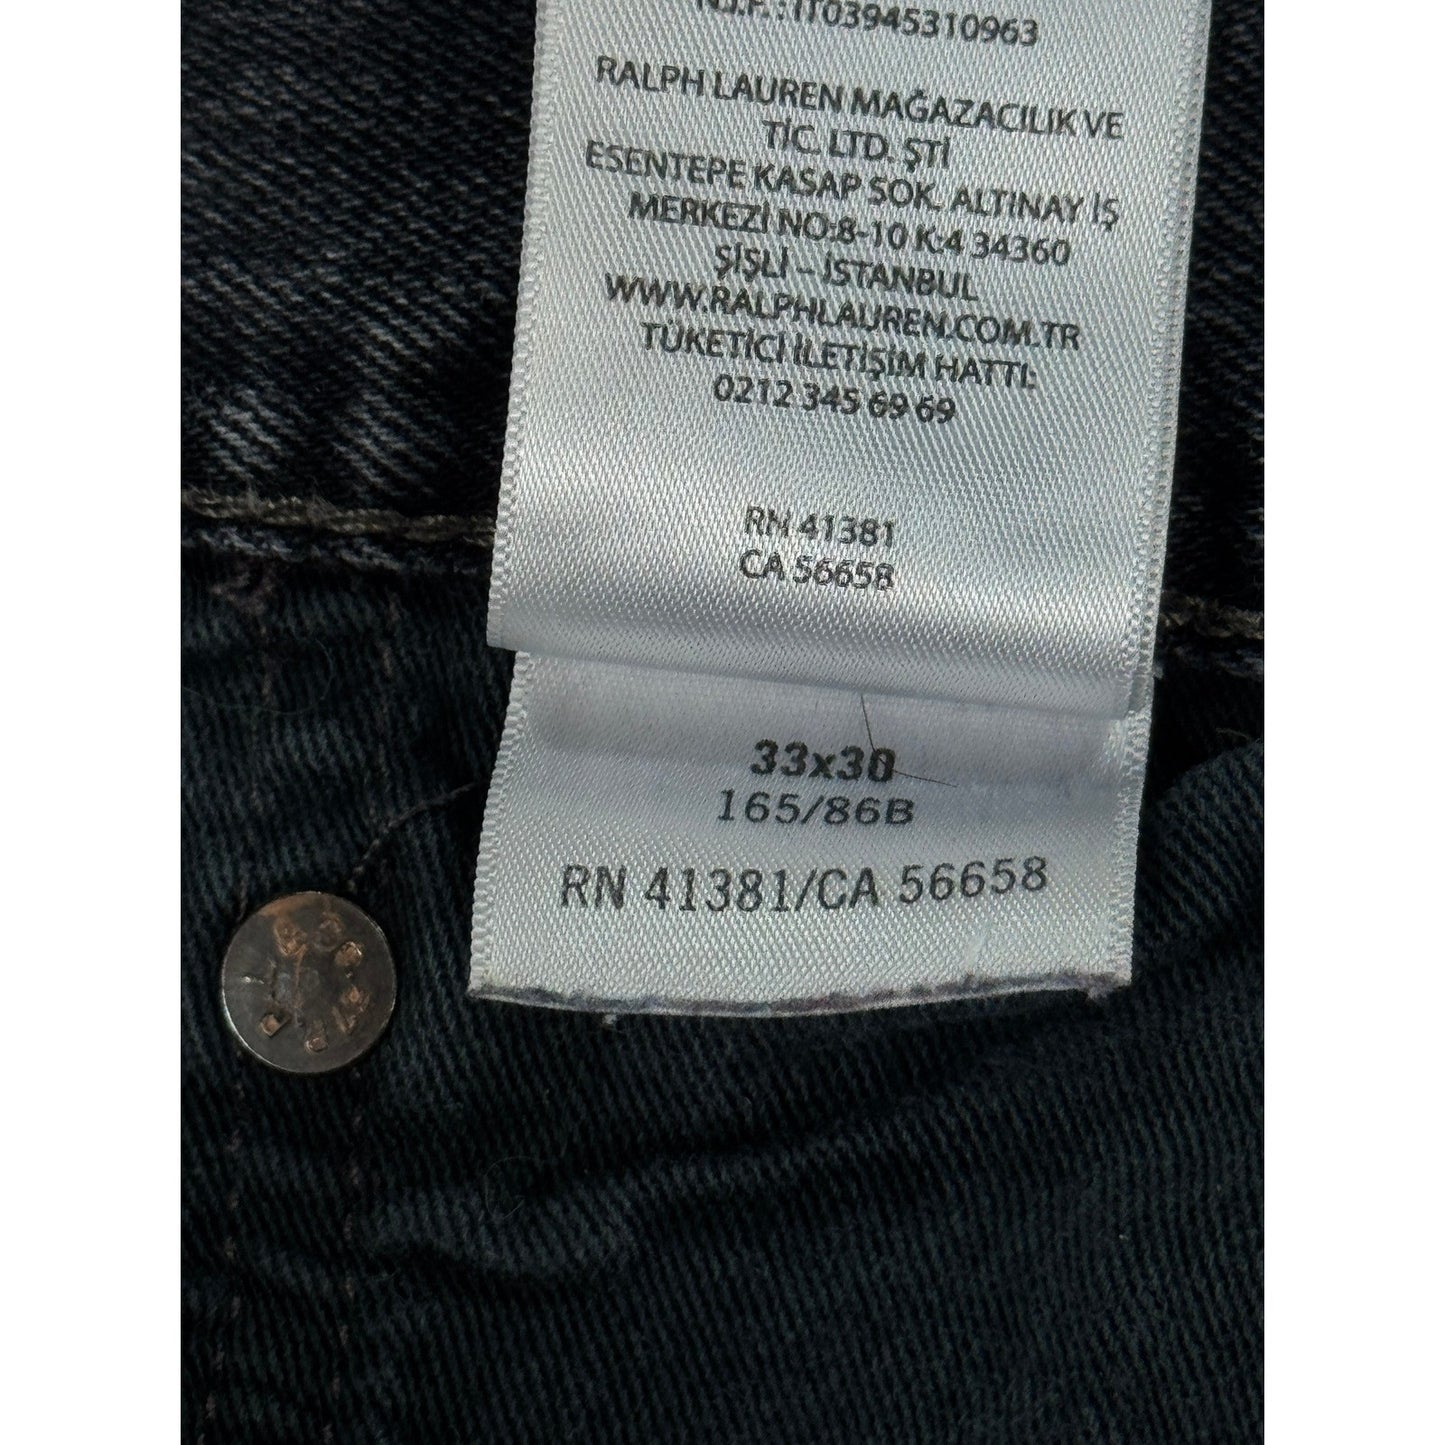 N.I.F.: IT03945310963
RALPH LAUREN MAĞAZACILIK VE
TİC. LTD. ŞTİ
ESENTEPE KASAP SOK. ALTINAY İŞ
MERKEZİ NO:8-10 K:4 34360
ŞİŞLİ – İSTANBUL
WWW.RALPHLAUREN.COM.TR
TÜKETİCİ İLETİŞİM HATTI:
0212 345 69 69
RN 41381
CA 56658
33x30
165/86B
RN 41381/CA 56658